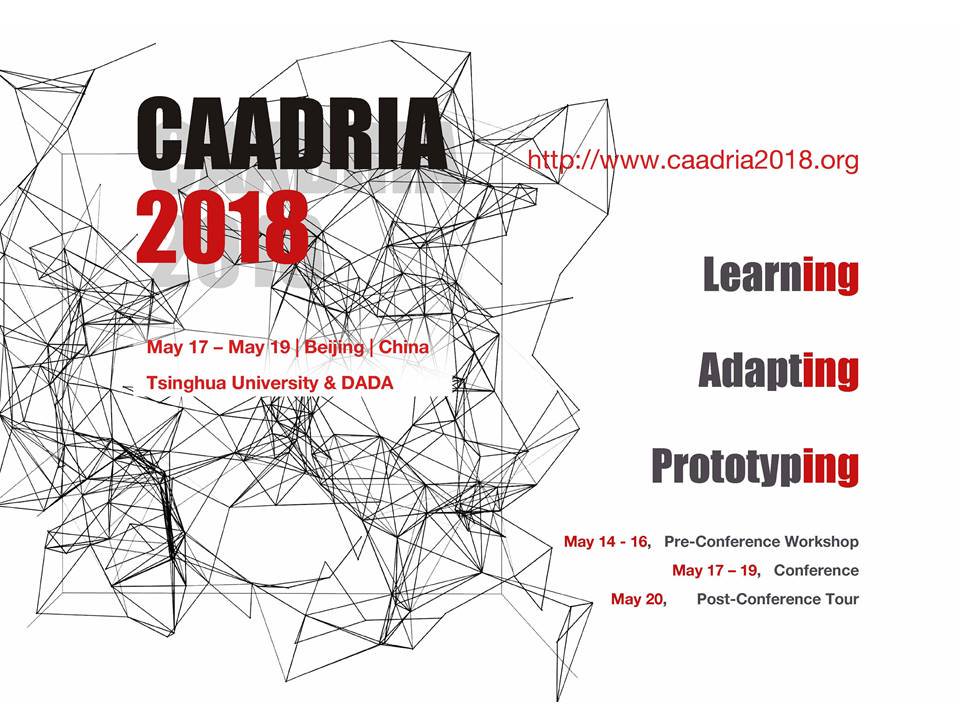 CAADRIA
2018
http://www.caadria2018.org
May 17 – May 19 | Beijing | China
Tsinghua University & DADA
Learning
Adapting
Prototyping
May 14 - 16, Pre-Conference Workshop
May 17 – 19, Conference
May 20, Post-Conference Tour